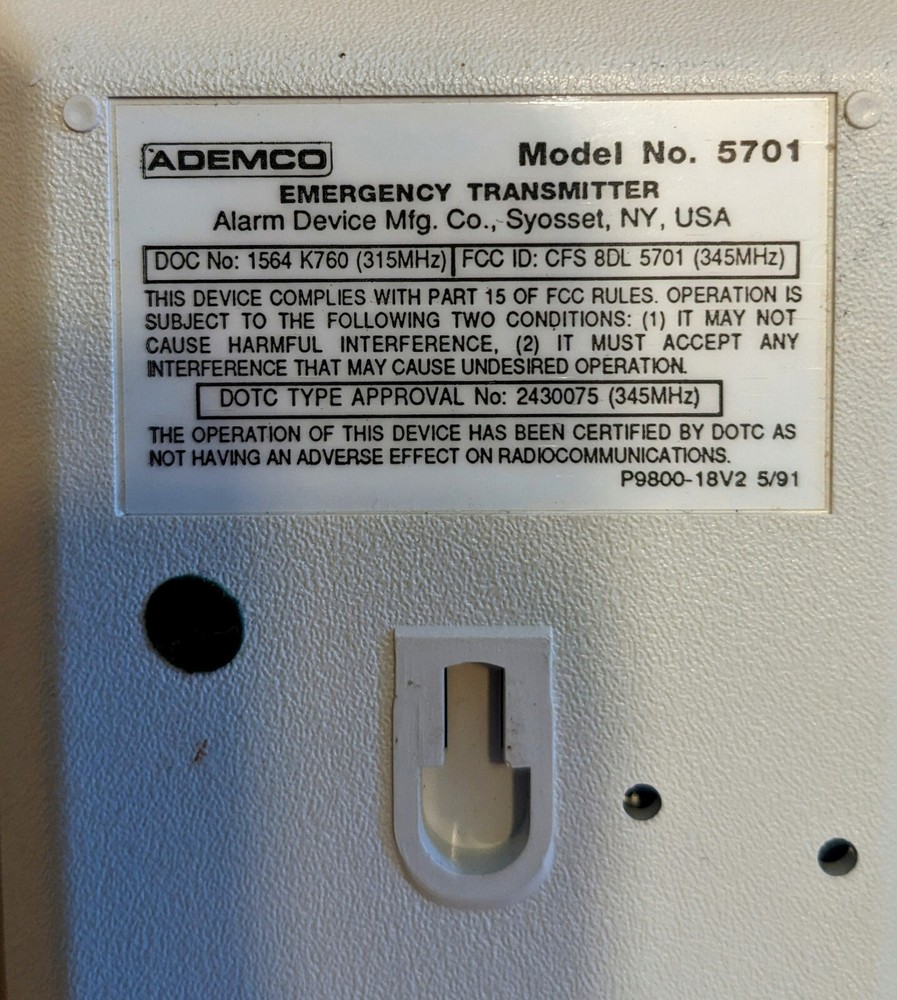 ADEMCO Model No. 5701
EMERGENCY TRANSMITTER
Alarm Device Mfg. Co., Syosset, NY, USA
DOC No: 1564 K760 (315MHz) FCC ID: CFS 8DL 5701 (345MHz)
THIS DEVICE COMPLIES WITH PART 15 OF FCC RULES. OPERATION IS
SUBJECT TO THE FOLLOWING TWO CONDITIONS: (1) IT MAY NOT
CAUSE HARMFUL INTERFERENCE, (2) IT MUST ACCEPT ANY
INTERFERENCE THAT MAY CAUSE UNDESIRED OPERATION.
DOTC TYPE APPROVAL No: 2430075 (345MHz)
THE OPERATION OF THIS DEVICE HAS BEEN CERTIFIED BY DOTC AS
NOT HAVING AN ADVERSE EFFECT ON RADIOCOMMUNICATIONS.
P9800-18V2 5/91